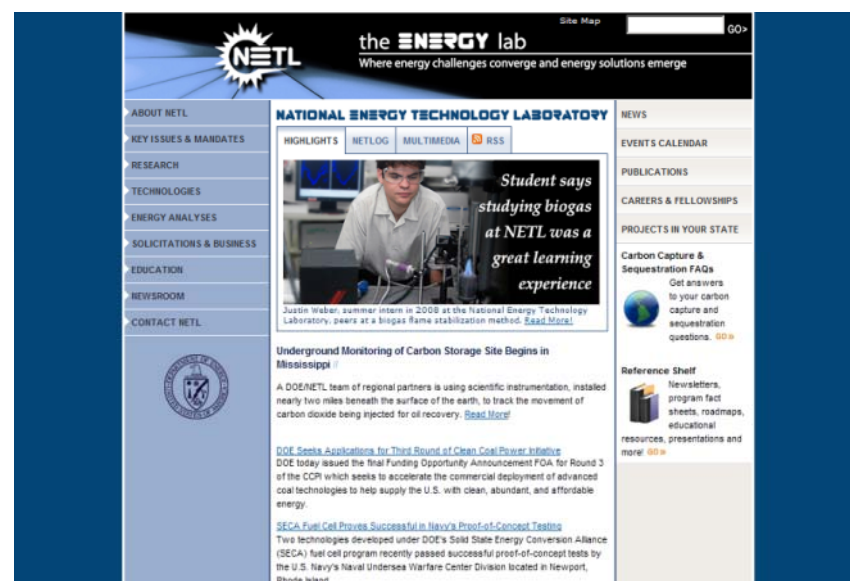 Site Map
GO>
NETL
the ENERGY lab
Where energy challenges converge and energy solutions emerge
ABOUT NETL
KEY ISSUES & MANDATES
RESEARCH
TECHNOLOGIES
ENERGY ANALYSES
SOLICITATIONS & BUSINESS
EDUCATION
NEWSROOM
CONTACT NETL
NATIONAL ENERGY TECHNOLOGY LABORATORY
HIGHLIGHTS NETLOG MULTIMEDIA RSS
Student says
studying biogas
at NETL was a
great learning
experience
Justin Weber, summer intern in 2008 at the National Energy Technology
Laboratory, peers at a biogas flame stabilization method. Read More!
Underground Monitoring of Carbon Storage Site Begins in
Mississippi //
A DOE/NETL team of regional partners is using scientific instrumentation, installed
nearly two miles beneath the surface of the earth, to track the movement of
carbon dioxide being injected for oil recovery. Read More!
DOE Seeks Applications for Third Round of Clean Coal Power Initiative
DOE today issued the final Funding Opportunity Announcement FOA for Round 3
of the CCPI which seeks to accelerate the commercial deployment of advanced
coal technologies to help supply the U.S. with clean, abundant, and affordable
energy.
SECA Fuel Cell Proves Successful in Navy's Proof-of-Concept Testing
Two technologies developed under DOE's Solid State Energy Conversion Alliance
(SECA) fuel cell program recently passed successful proof-of-concept tests by
the U.S. Navy's Naval Undersea Warfare Center Division located in Newport,
Rhode Island
NEWS
EVENTS CALENDAR
PUBLICATIONS
CAREERS & FELLOWSHIPS
PROJECTS IN YOUR STATE
Carbon Capture &
Sequestration FAQs
Get answers
to your carbon
capture and
sequestration
questions. GO »
Reference Shelf
Newsletters,
program fact
sheets, roadmaps,
educational
resources, presentations and
more! GO »